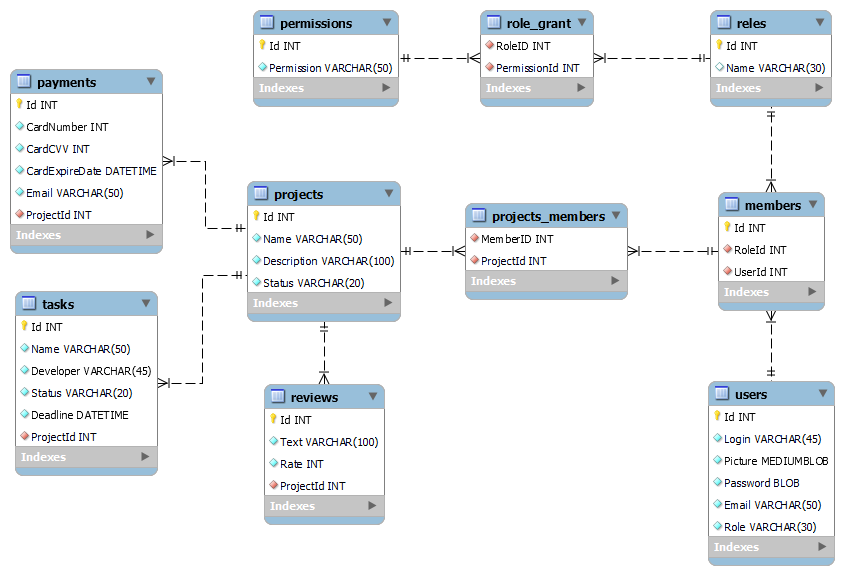 permissions
Id INT
Permission VARCHAR(50)
Indexes
role_grant
RoleID INT
PermissionId INT
Indexes
reles
Id INT
Name VARCHAR(30)
Indexes
payments
Id INT
CardNumber INT
CardCVV INT
CardExpireDate DATETIME
Email VARCHAR(50)
ProjectId INT
Indexes
projects
Id INT
Name VARCHAR(50)
Description VARCHAR(100)
Status VARCHAR(20)
Indexes
projects_members
MemberID INT
ProjectId INT
Indexes
members
Id INT
RoleId INT
UserId INT
Indexes
tasks
Id INT
Name VARCHAR(50)
Developer VARCHAR(45)
Status VARCHAR(20)
Deadline DATETIME
ProjectId INT
Indexes
reviews
Id INT
Text VARCHAR(100)
Rate INT
ProjectId INT
Indexes
users
Id INT
Login VARCHAR(45)
Picture MEDIUMBLOB
Password BLOB
Email VARCHAR(50)
Role VARCHAR(30)
Indexes